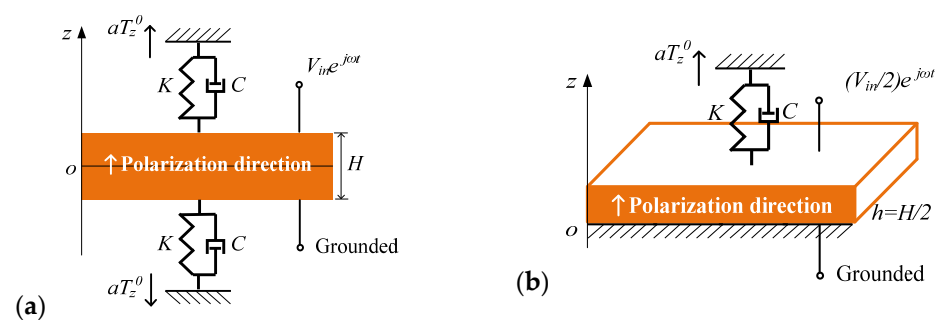 z
aT_z^0
V_in e^{jωt}
K
C
↑ Polarization direction
H
o
K
C
Grounded
aT_z^0
(a)
z
aT_z^0
(V_in/2)e^{jωt}
K
C
↑ Polarization direction
h=H/2
o
Grounded
(b)